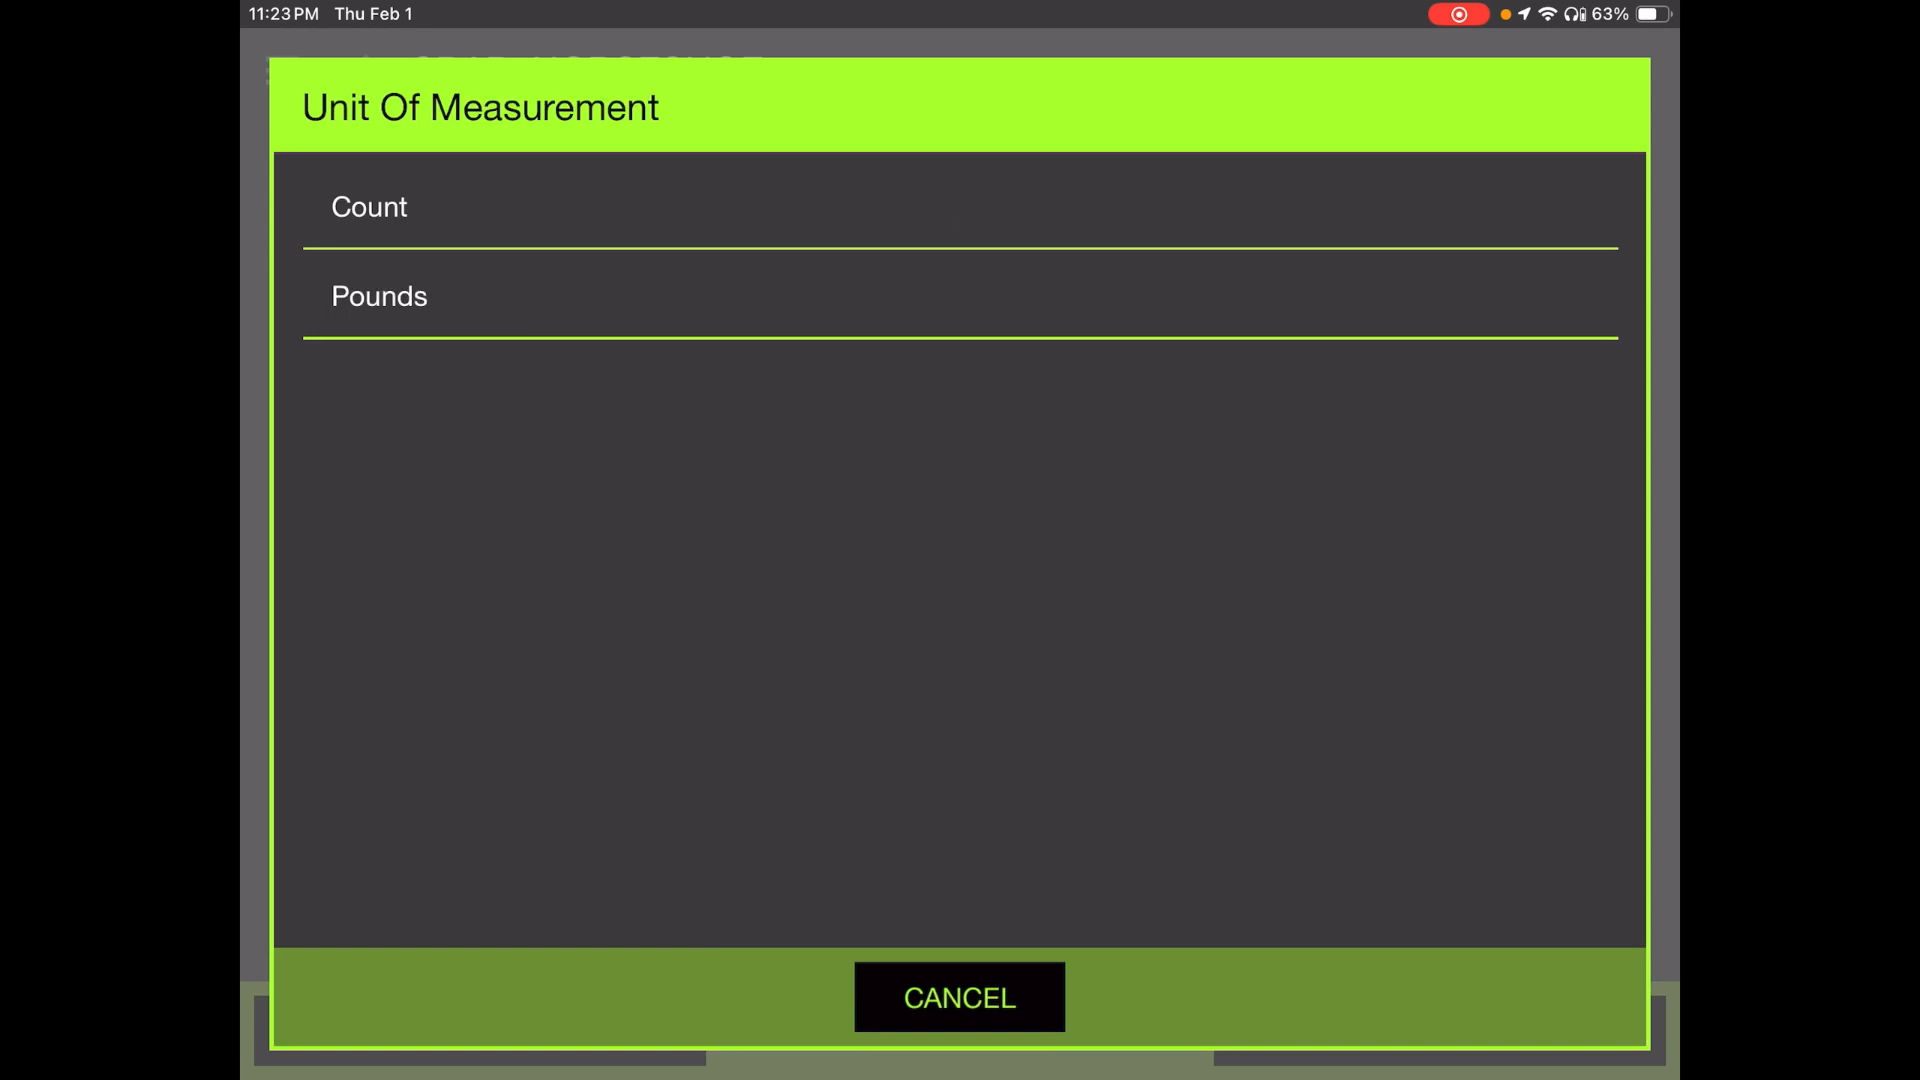 11:23 PM Thu Feb 1
63%
Unit Of Measurement
Count
Pounds
CANCEL